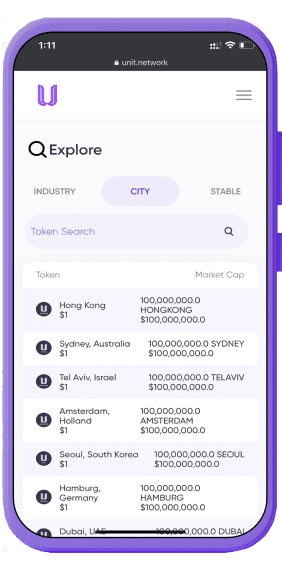 1:11
unit.network
Explore
INDUSTRY CITY STABLE
Token Search
Token Market Cap
Hong Kong
$1
100,000,000.0
HONGKONG
$100,000,000.0
Sydney, Australia
$1
100,000,000.0 SYDNEY
$100,000,000.0
Tel Aviv, Israel
$1
100,000,000.0 TELAVIV
$100,000,000.0
Amsterdam,
Holland
$1
100,000,000.0
AMSTERDAM
$100,000,000.0
Seoul, South Korea
$1
100,000,000.0 SEOUL
$100,000,000.0
Hamburg,
Germany
$1
100,000,000.0
HAMBURG
$100,000,000.0
Dubai, UAE
100,000,000.0 DUBAI